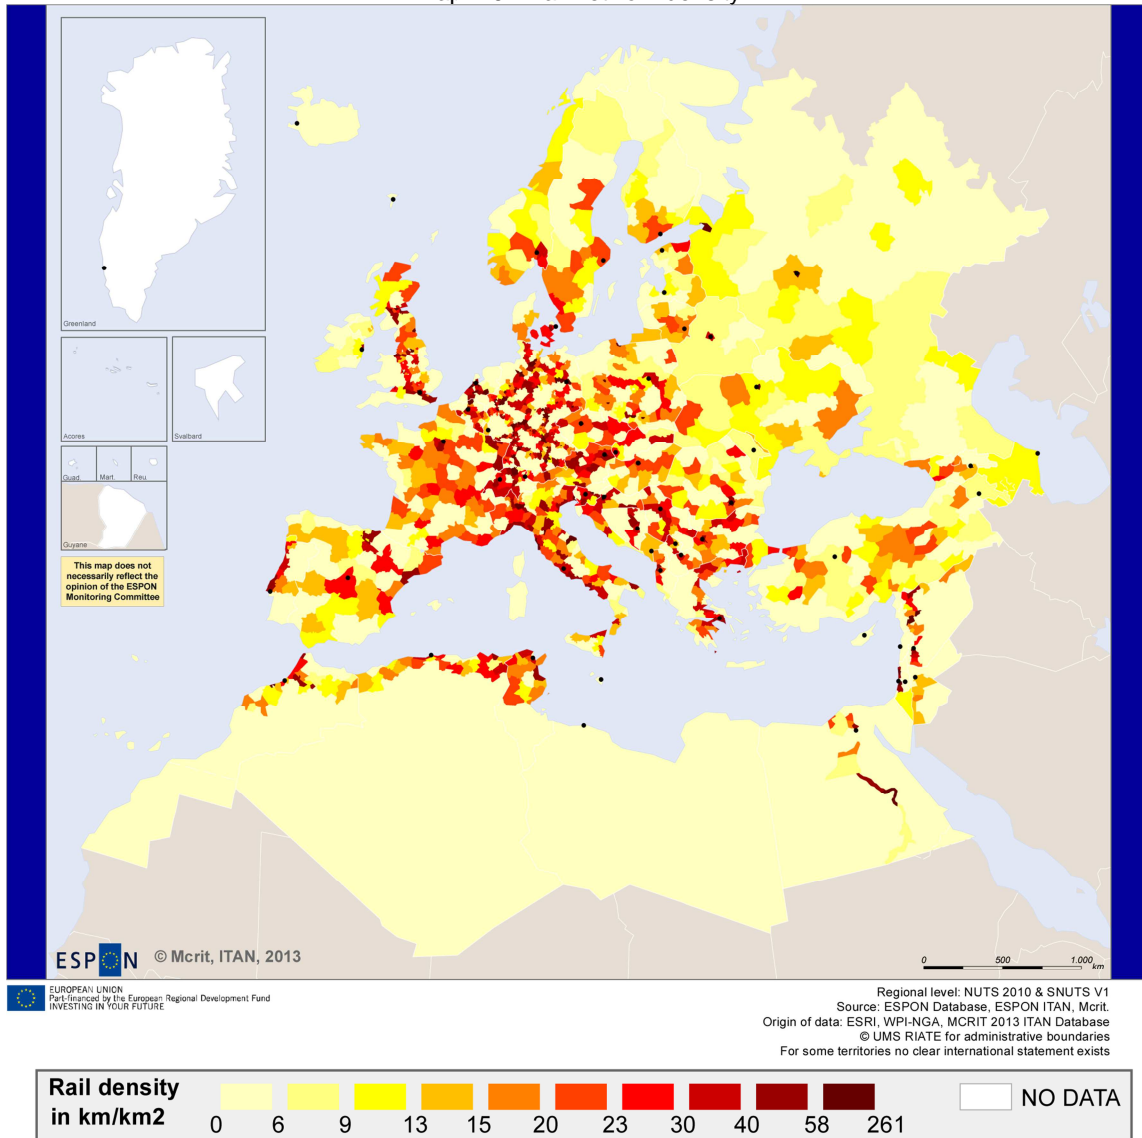 Greenland
Acores
Svalbard
Guad.
Mart.
Reu.
Guyane
This map does not
necessarily reflect the
opinion of the ESPON
Monitoring Committee
ESPON © Mcrit, ITAN, 2013
0 500 1.000
km
EUROPEAN UNION
Part-financed by the European Regional Development Fund
INVESTING IN YOUR FUTURE
Regional level: NUTS 2010 & SNUTS V1
Source: ESPON Database, ESPON ITAN, Mcrit.
Origin of data: ESRI, WPI-NGA, MCRIT 2013 ITAN Database
© UMS RIATE for administrative boundaries
For some territories no clear international statement exists
Rail density
in km/km2
0 6 9 13 15 20 23 30 40 58 261
NO DATA